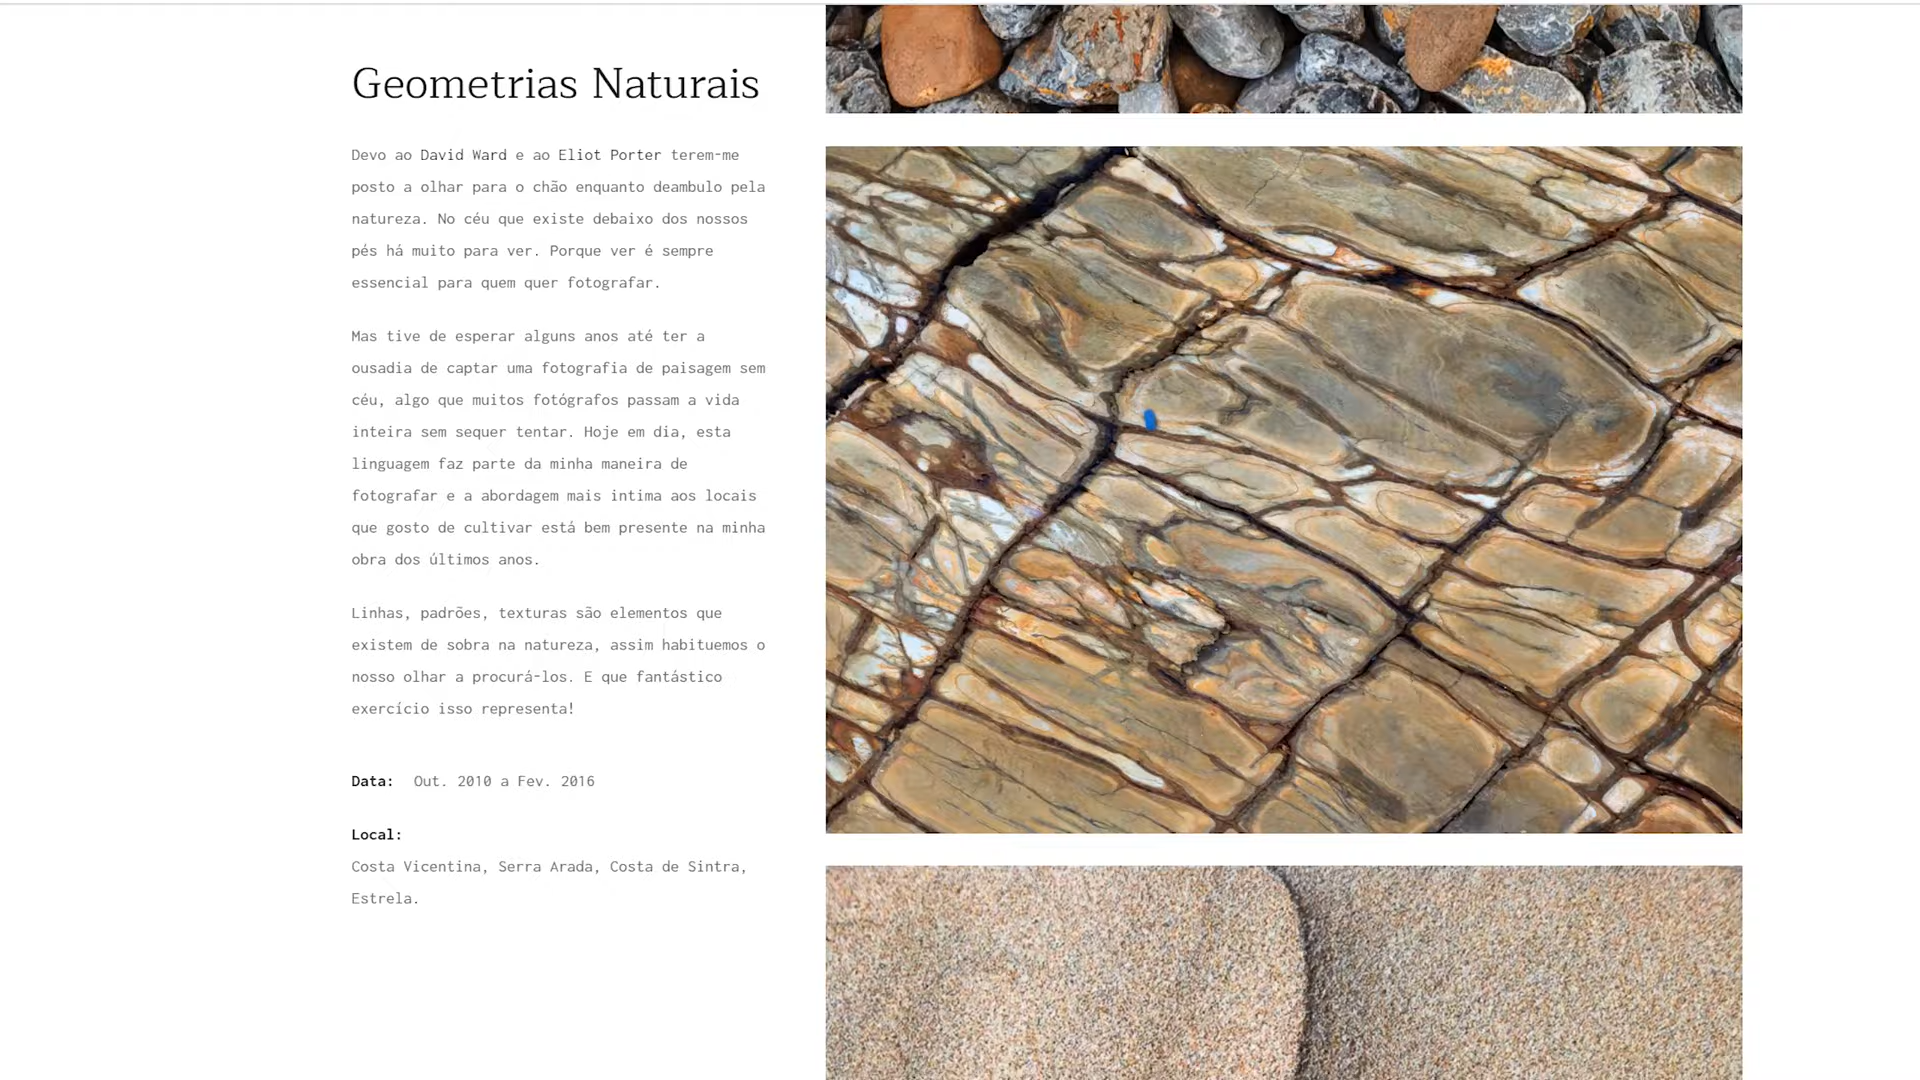 Geometrias Naturais
Devo ao David Ward e ao Eliot Porter terem-me
posto a olhar para o chão enquanto deambulo pela
natureza. No céu que existe debaixo dos nossos
pés há muito para ver. Porque ver é sempre
essencial para quem quer fotografar.
Mas tive de esperar alguns anos até ter a
ousadia de captar uma fotografia de paisagem sem
céu, algo que muitos fotógrafos passam a vida
inteira sem sequer tentar. Hoje em dia, esta
linguagem faz parte da minha maneira de
fotografar e a abordagem mais intima aos locais
que gosto de cultivar está bem presente na minha
obra dos últimos anos.
Linhas, padrões, texturas são elementos que
existem de sobra na natureza, assim habituemos o
nosso olhar a procurá-los. E que fantástico
exercício isso representa!
Data: Out. 2010 a Fev. 2016
Local:
Costa Vicentina, Serra Arada, Costa de Sintra,
Estrela.